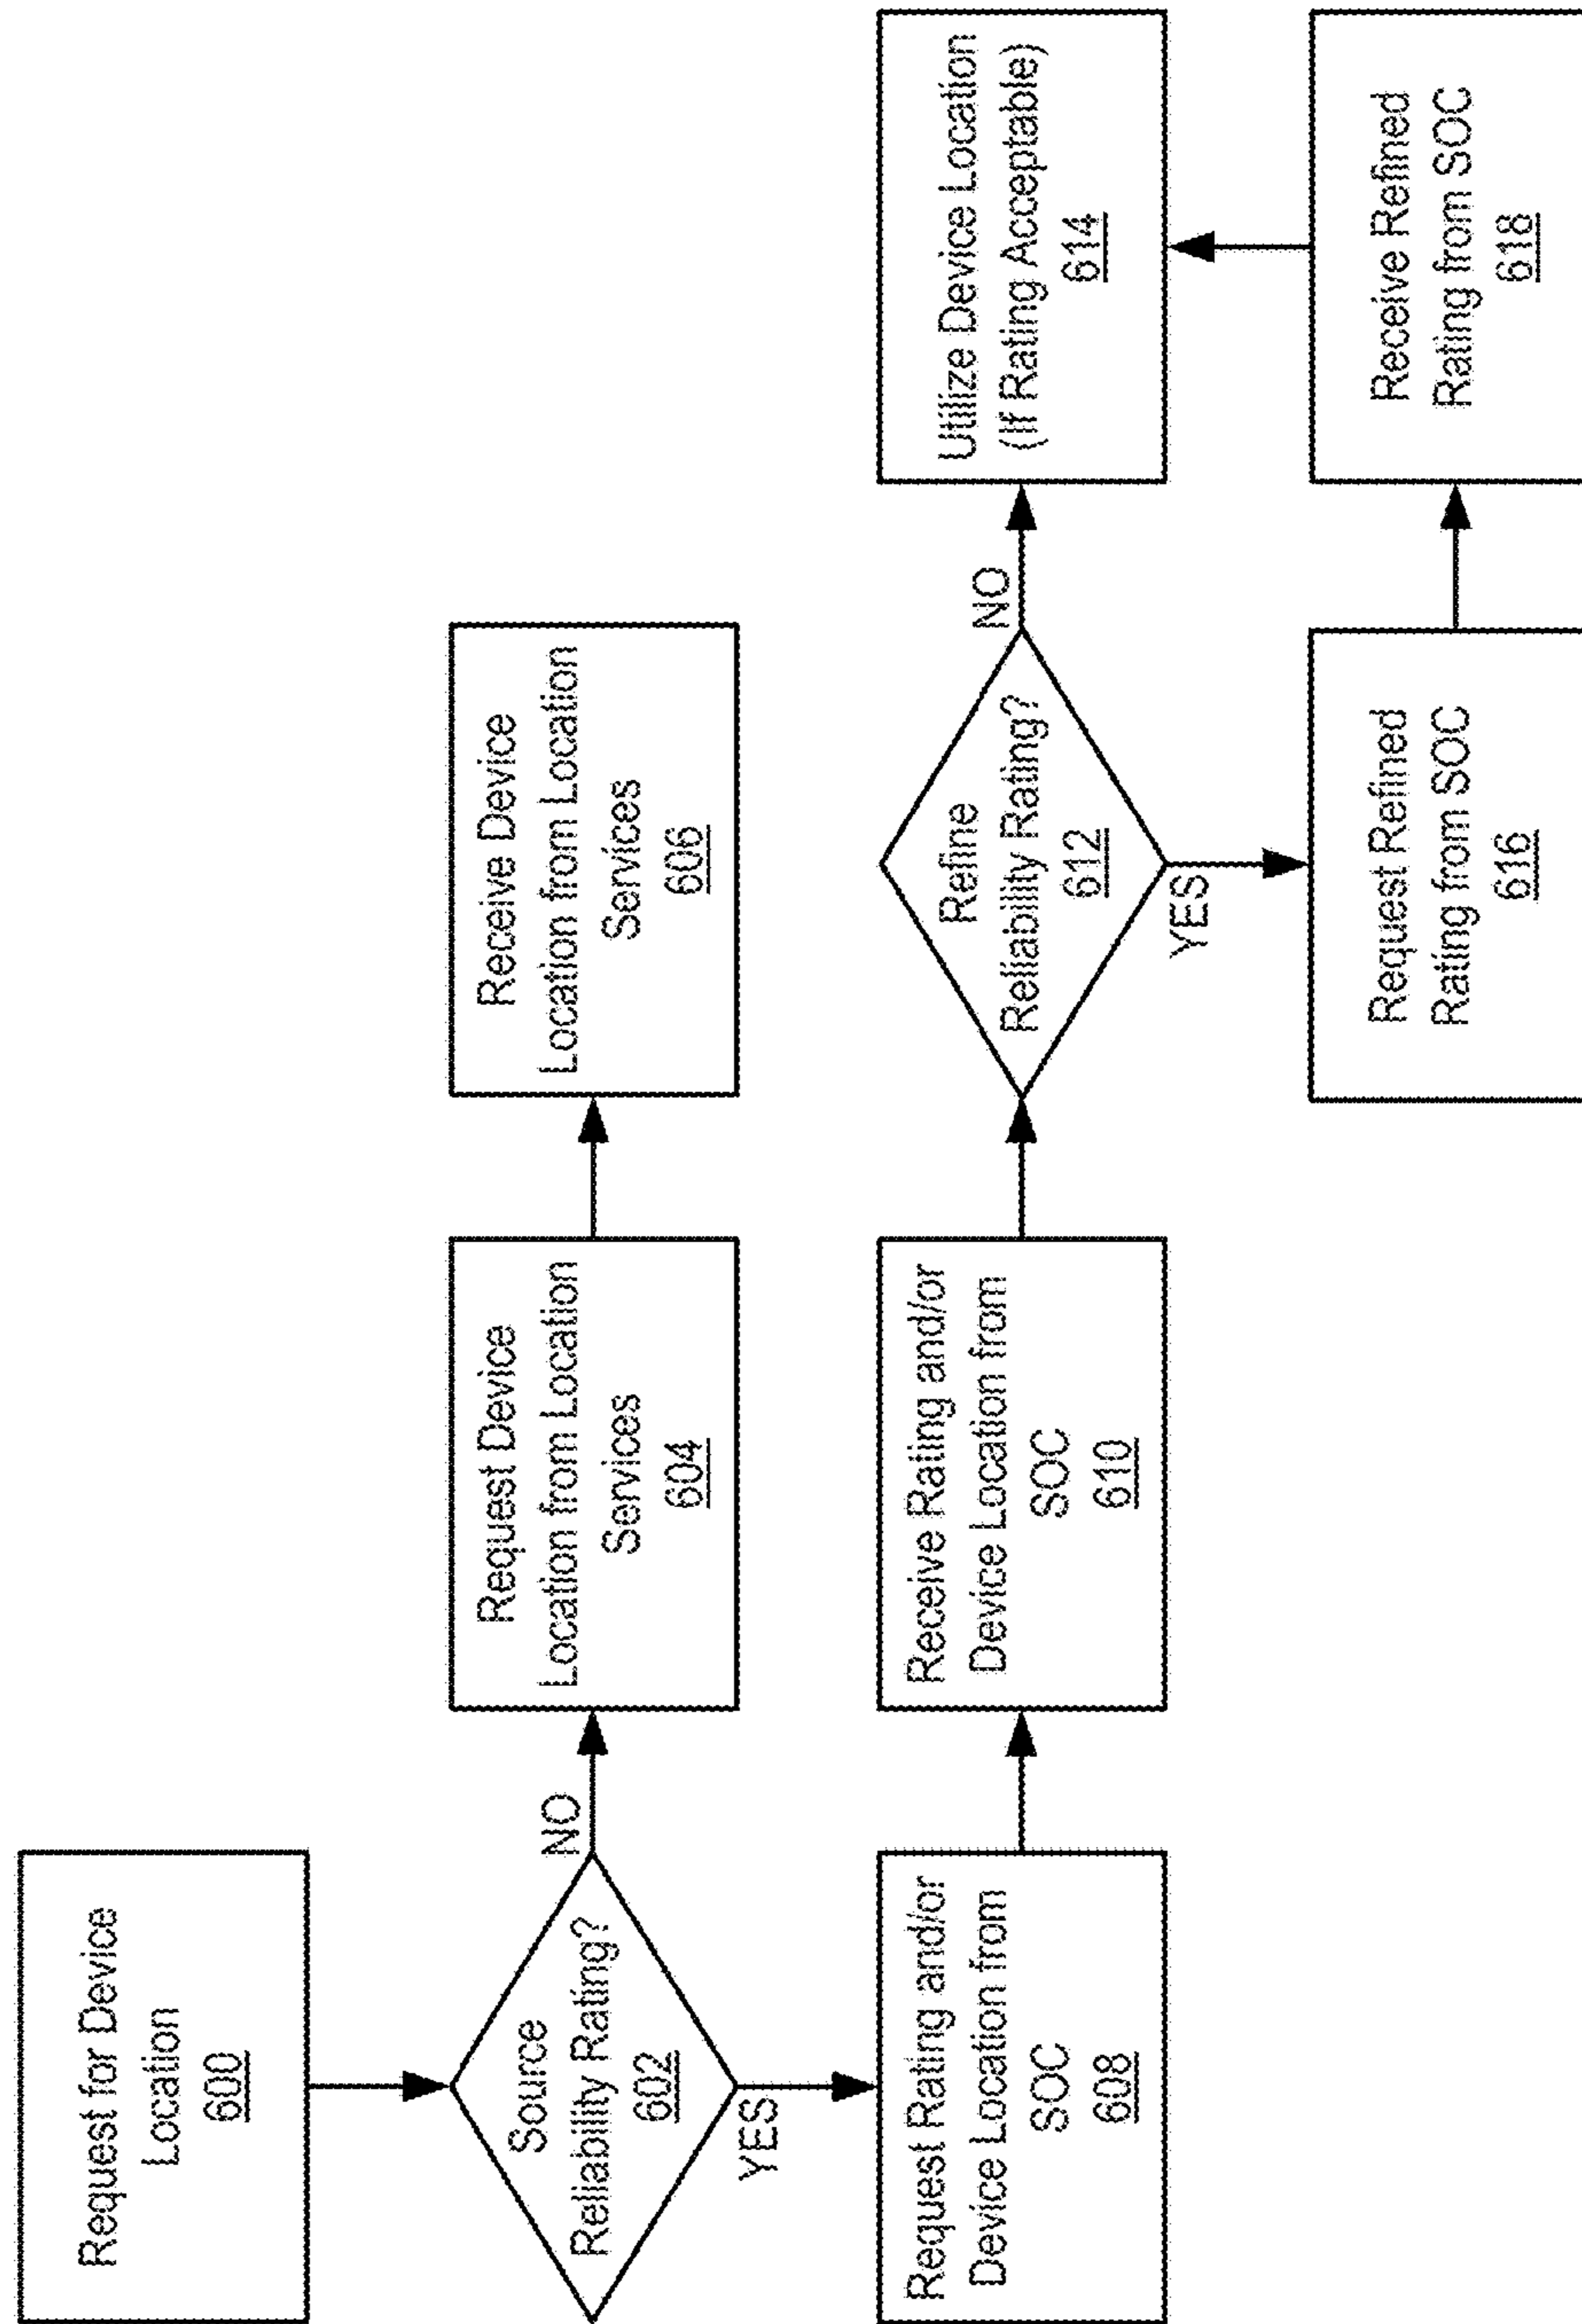 Request for Device
Location
600
Source
Reliability Rating?
602
NO
YES
Request Device
Location from Location
Services
604
Receive Device
Location from Location
Services
606
Request Rating and/or
Device Location from
SOC
608
Receive Rating and/or
Device Location from
SOC
610
Refine
Reliability Rating?
612
NO
YES
Utilize Device Location
(If Rating Acceptable)
614
Request Refined
Rating from SOC
616
Receive Refined
Rating from SOC
618